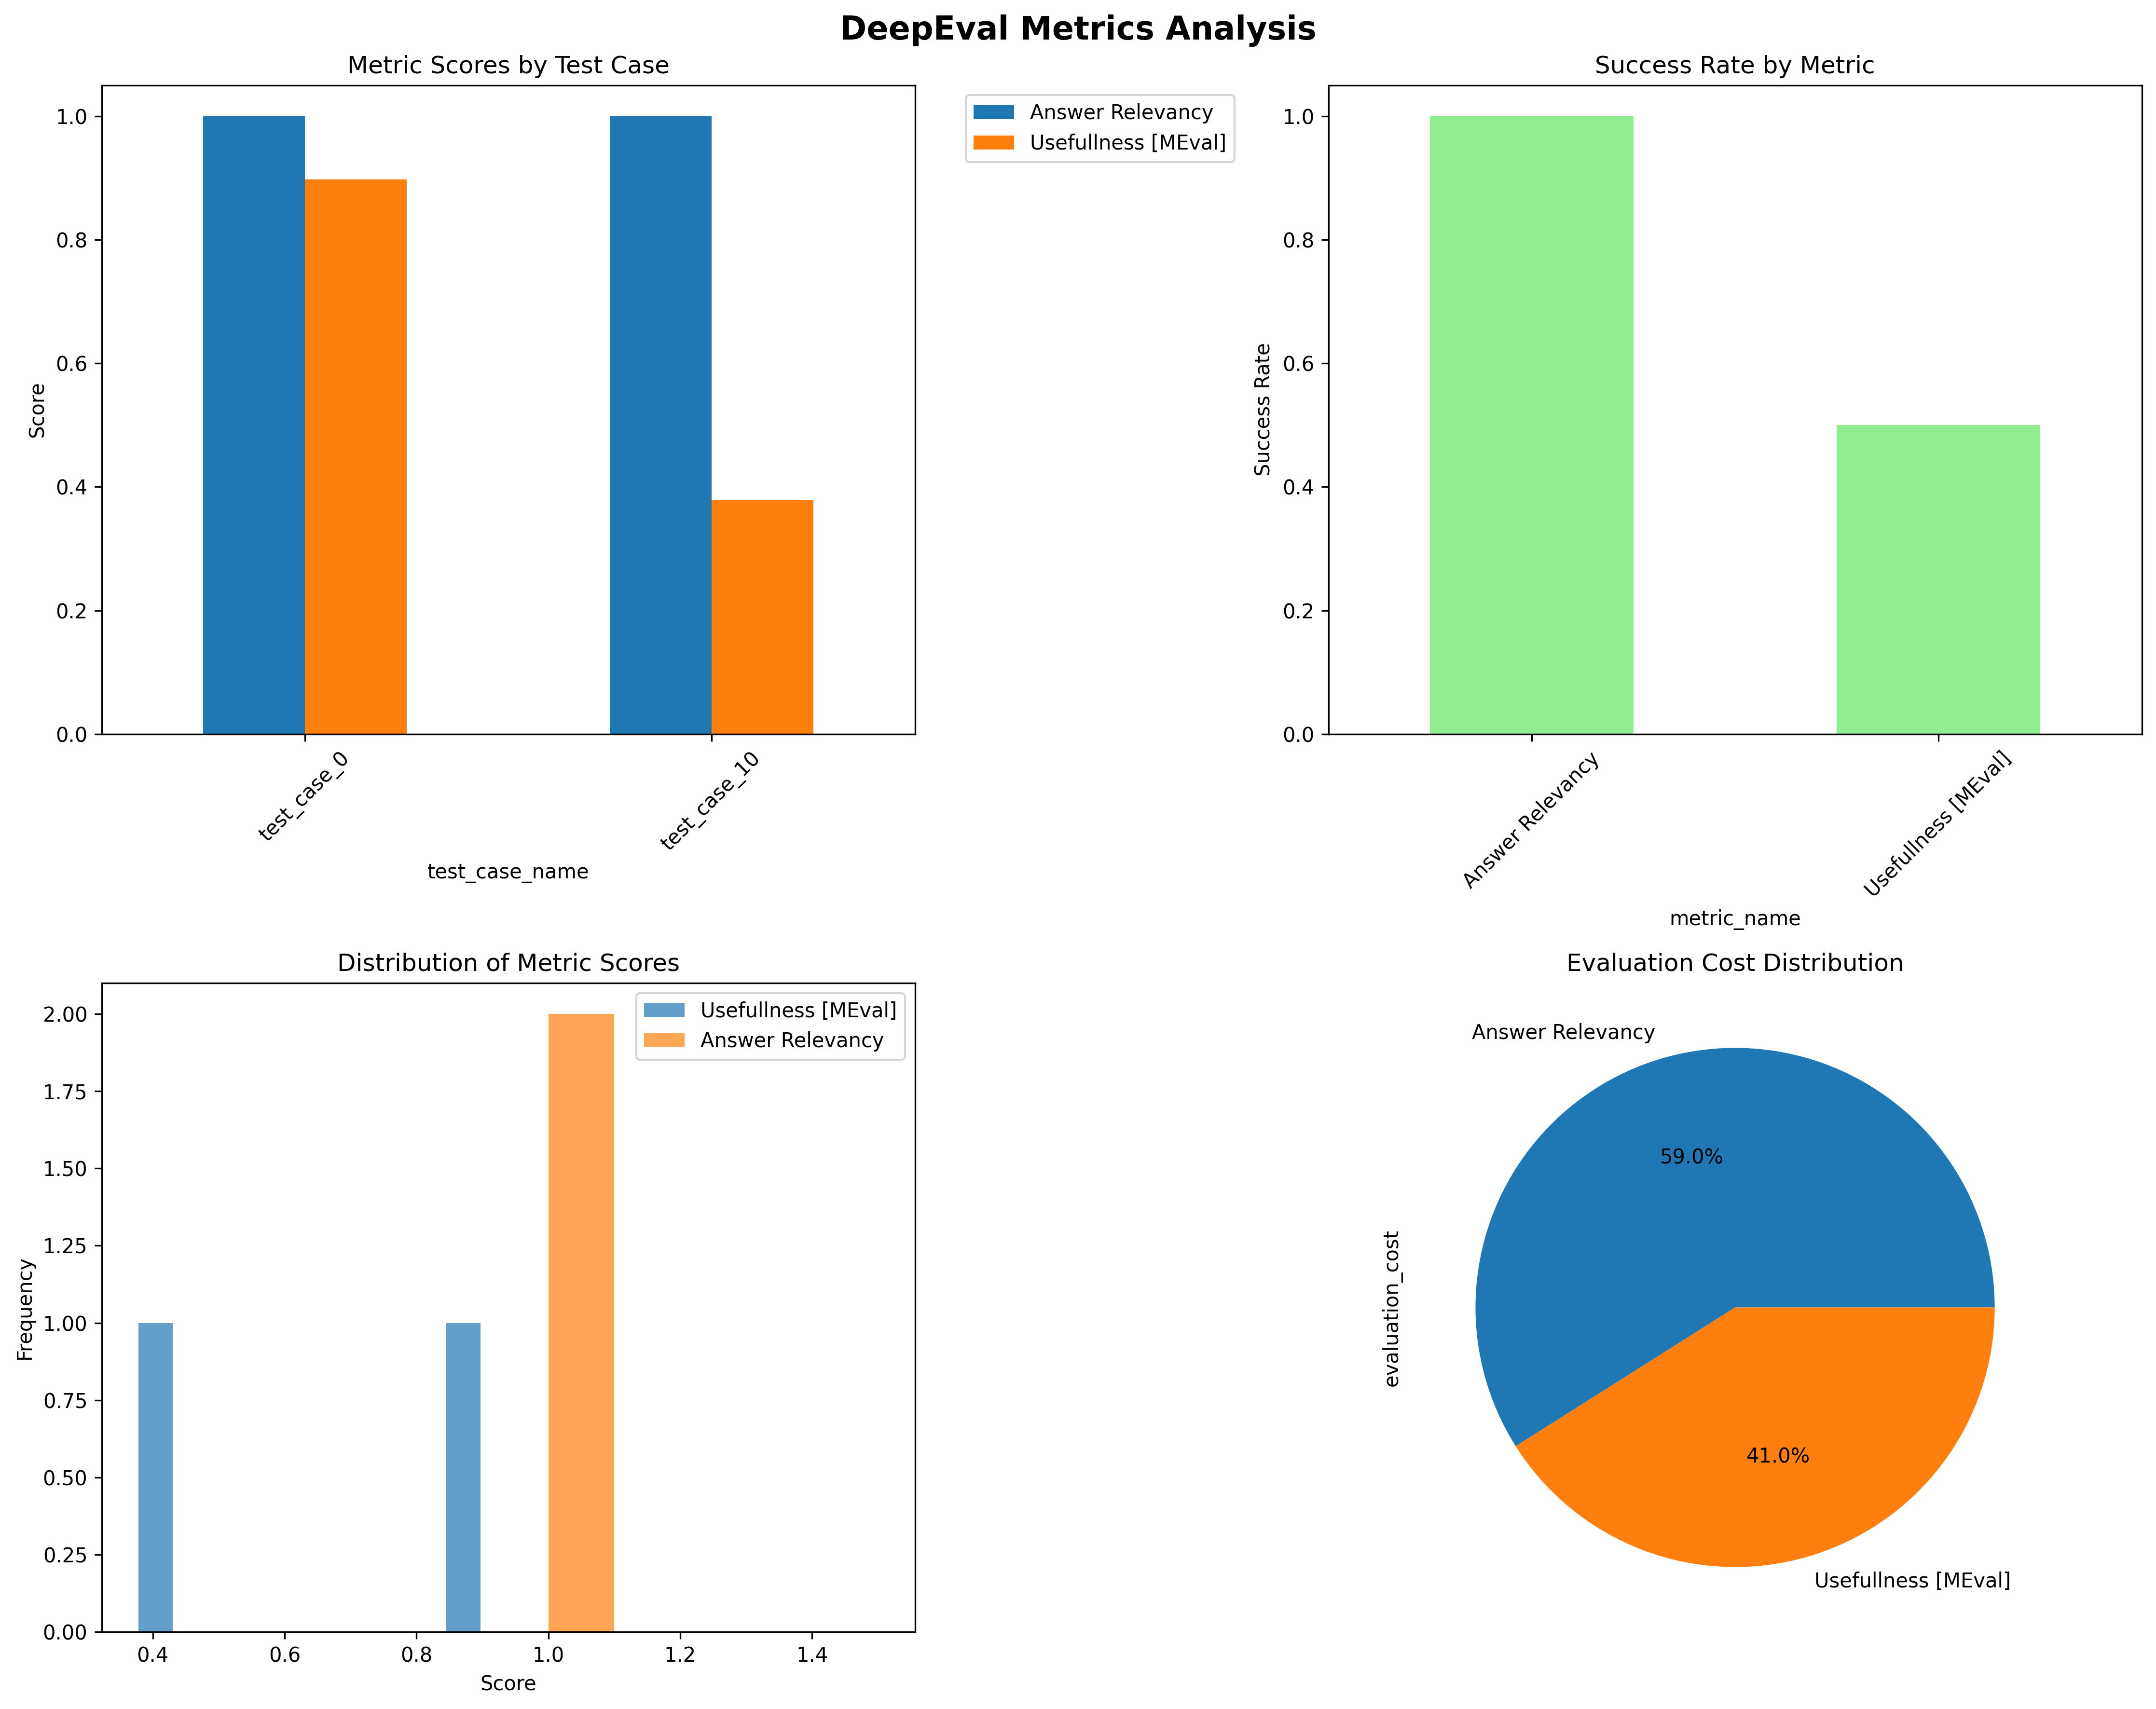 DeepEval Metrics Analysis
Metric Scores by Test Case
Score
1.0
0.8
0.6
0.4
0.2
0.0
test_case_0
test_case_10
test_case_name
Answer Relevancy
Usefullness [MEval]
Success Rate by Metric
Success Rate
1.0
0.8
0.6
0.4
0.2
0.0
Answer Relevancy
Usefullness [MEval]
metric_name
Distribution of Metric Scores
Frequency
2.00
1.75
1.50
1.25
1.00
0.75
0.50
0.25
0.00
0.4 0.6 0.8 1.0 1.2 1.4
Score
Usefullness [MEval]
Answer Relevancy
Evaluation Cost Distribution
evaluation_cost
Answer Relevancy
59.0%
41.0%
Usefullness [MEval]